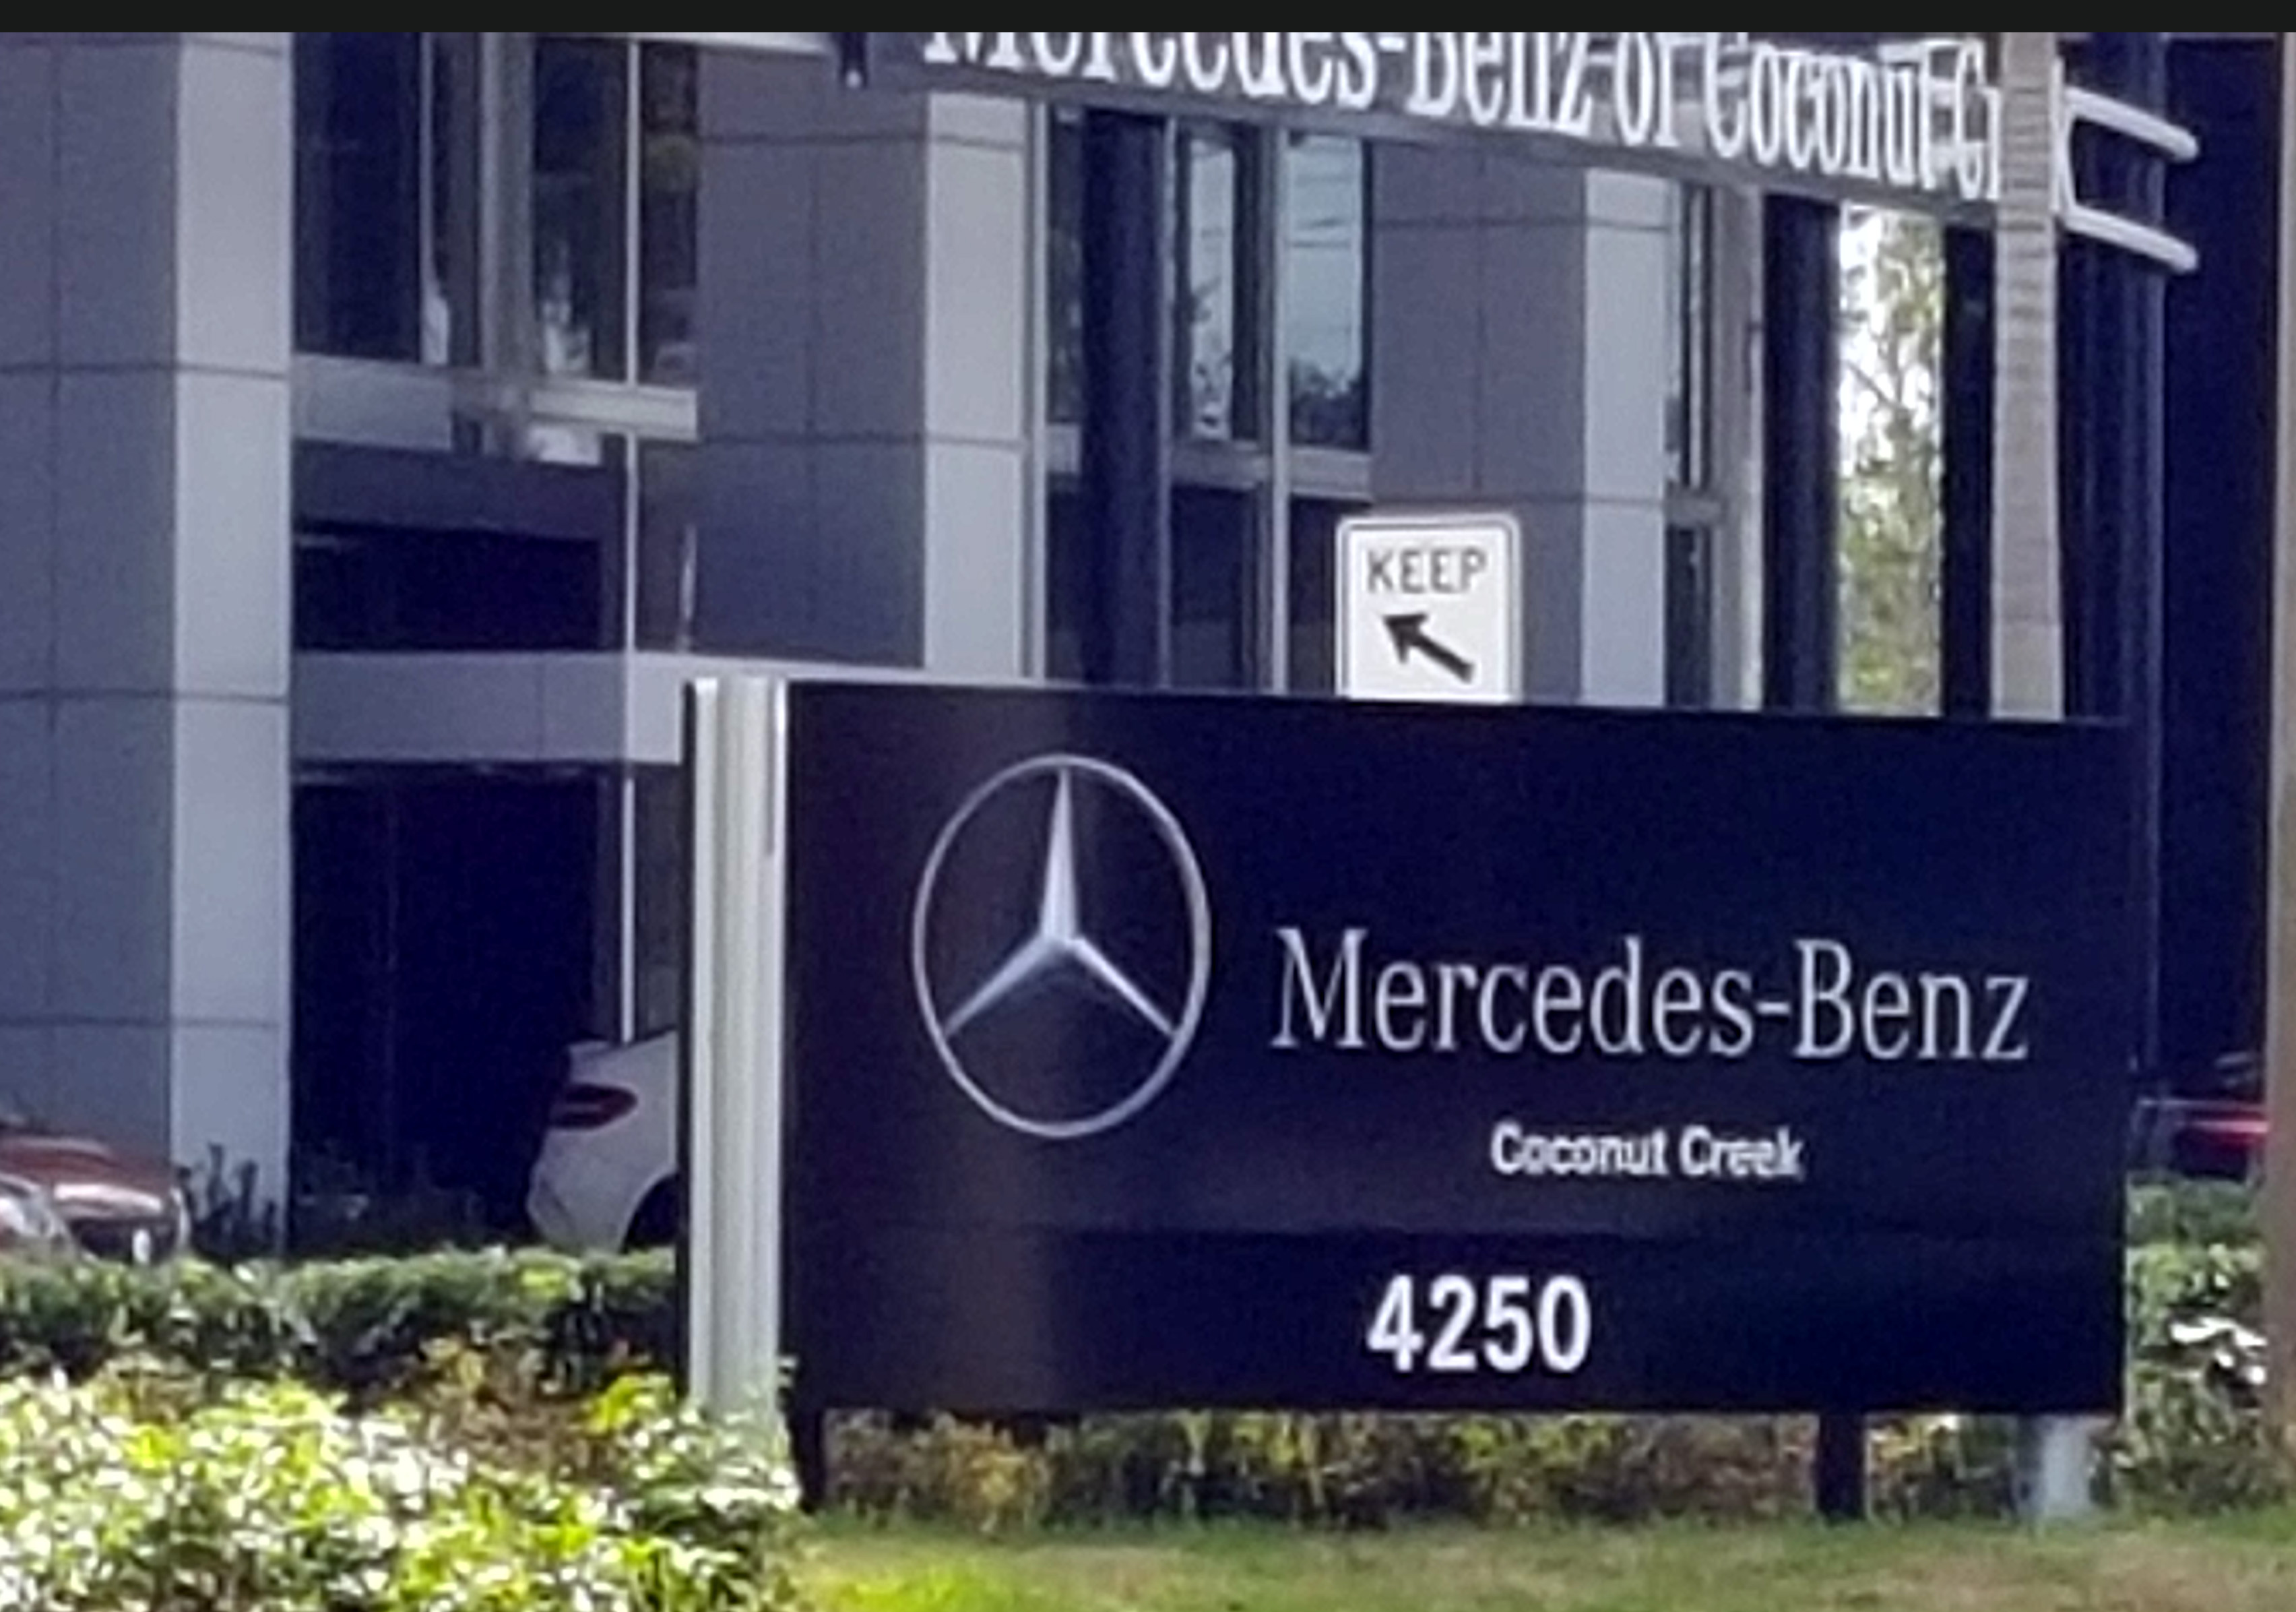 Mercedes-Benz of Coconut
KEEP
Mercedes-Benz
Coconut Creek
4250